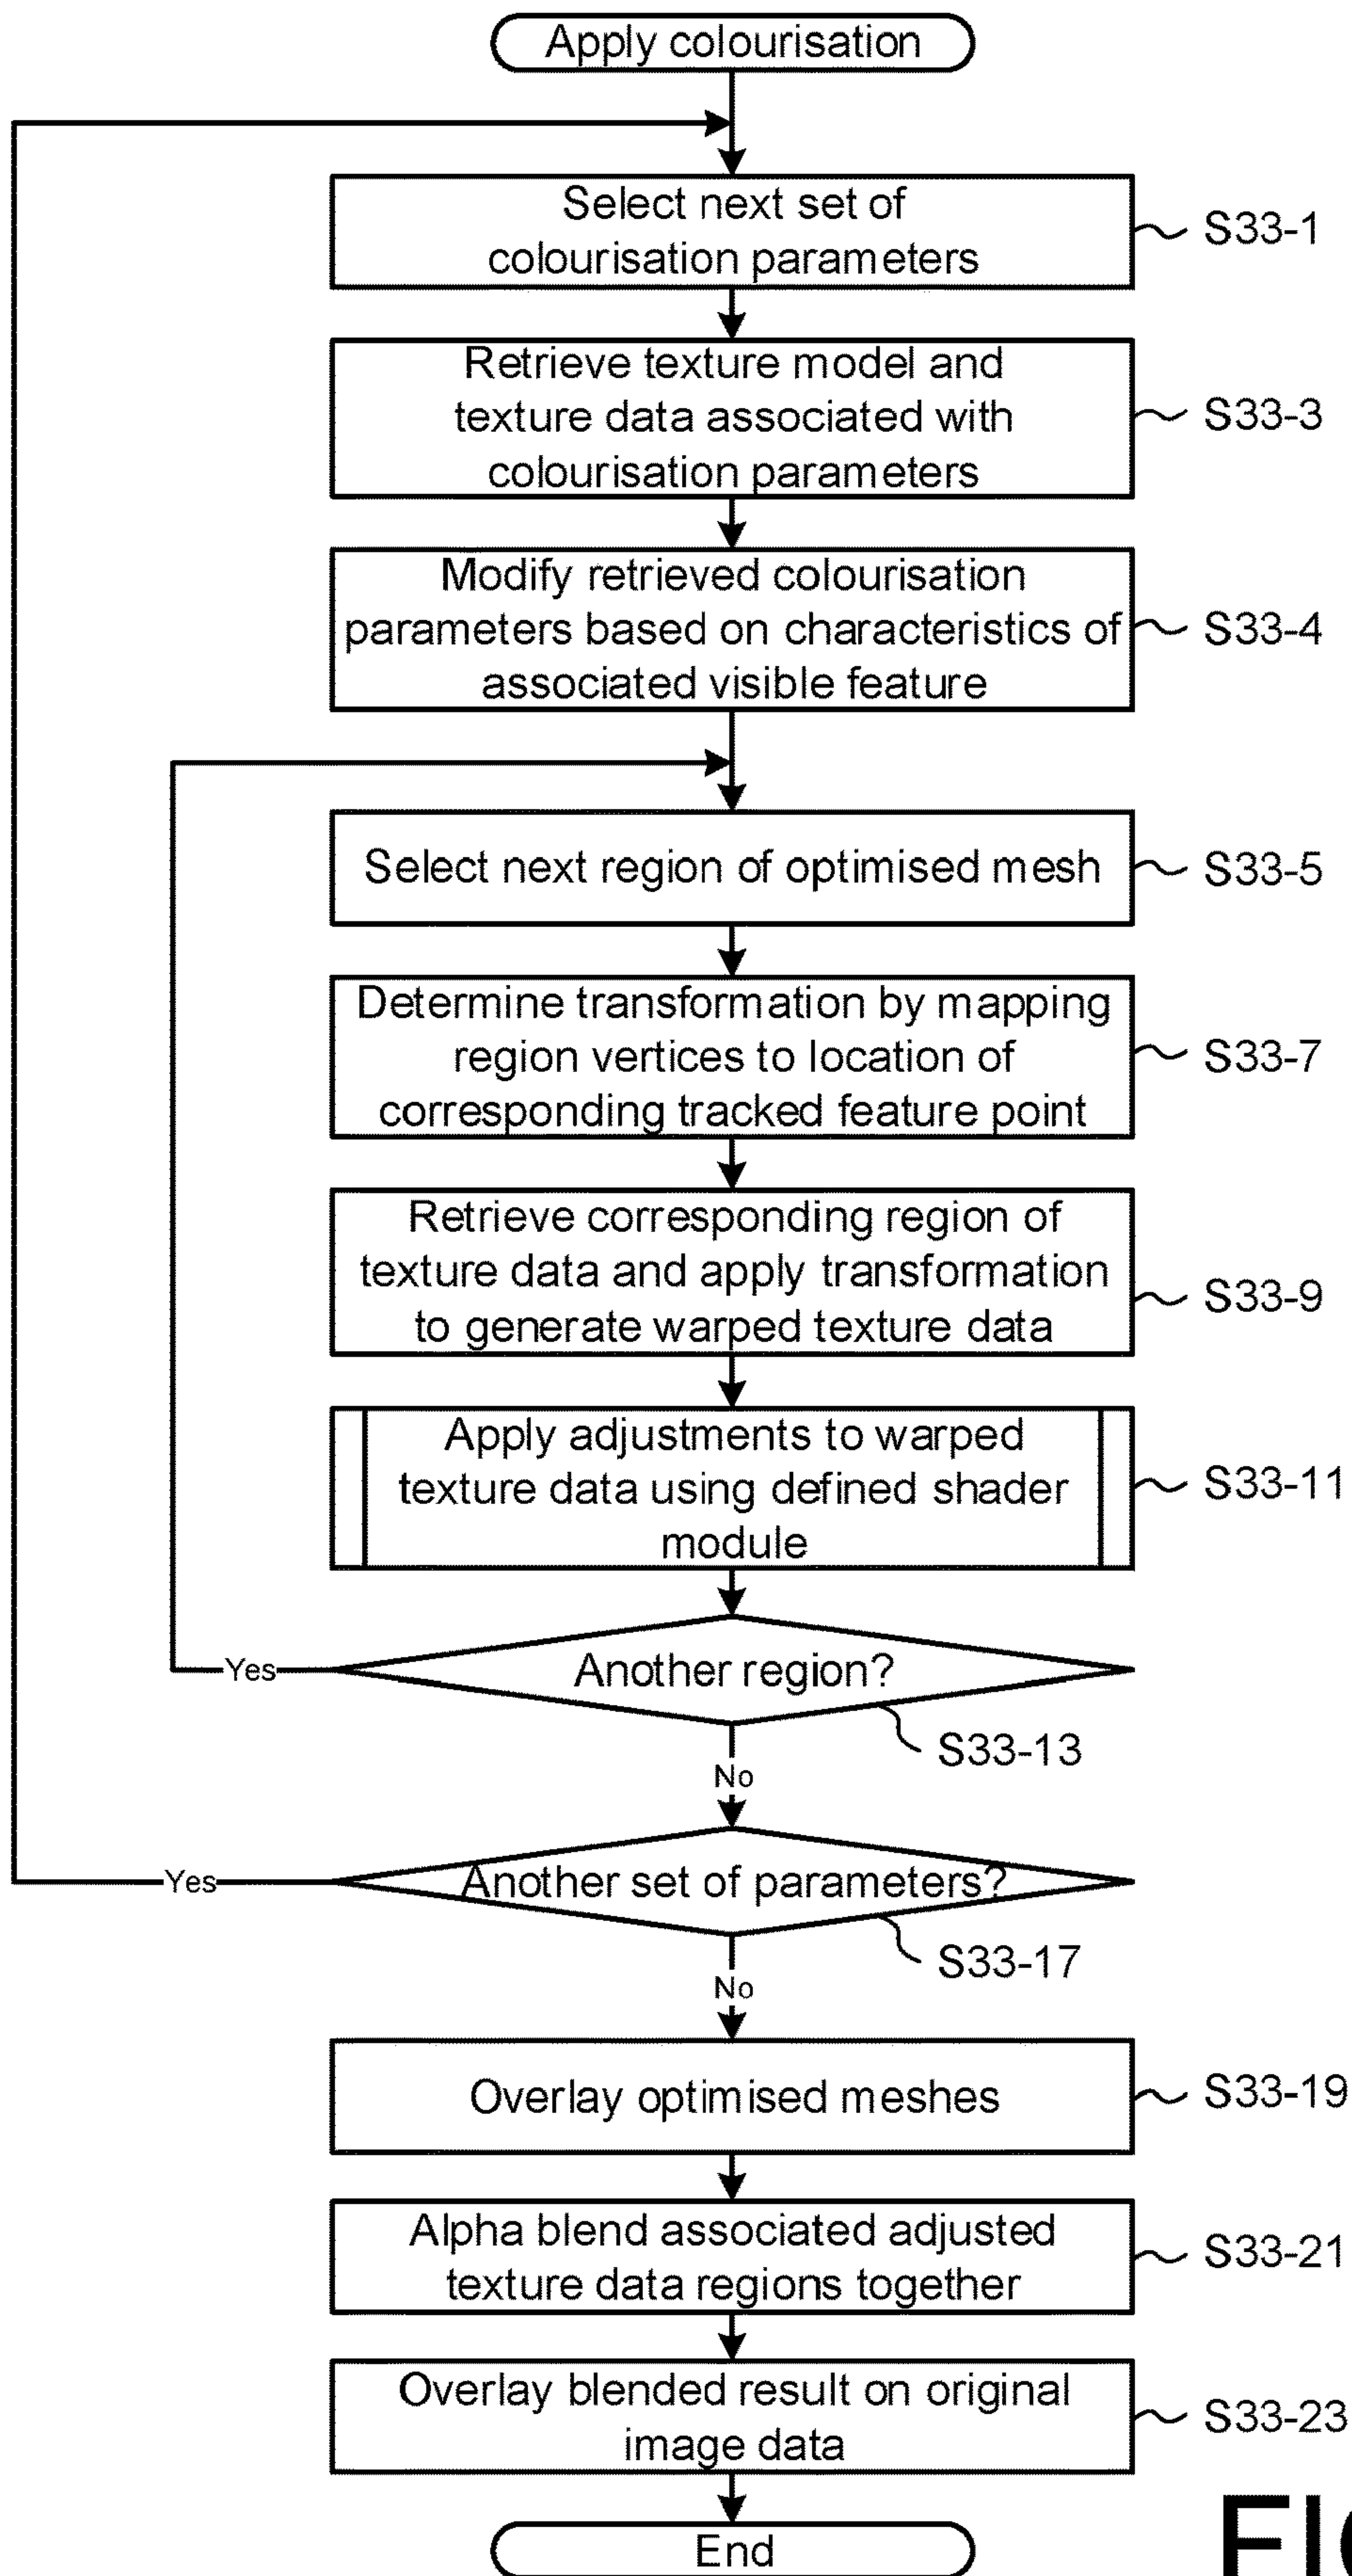 Apply colourisation
Select next set of
colourisation parameters
S33-1
Retrieve texture model and
texture data associated with
colourisation parameters
S33-3
Modify retrieved colourisation
parameters based on characteristics of
associated visible feature
S33-4
Select next region of optimised mesh
S33-5
Determine transformation by mapping
region vertices to location of
corresponding tracked feature point
S33-7
Retrieve corresponding region of
texture data and apply transformation
to generate warped texture data
S33-9
Apply adjustments to warped
texture data using defined shader
module
S33-11
Another region?
Yes
S33-13
No
Another set of parameters?
Yes
S33-17
No
Overlay optimised meshes
S33-19
Alpha blend associated adjusted
texture data regions together
S33-21
Overlay blended result on original
image data
S33-23
End